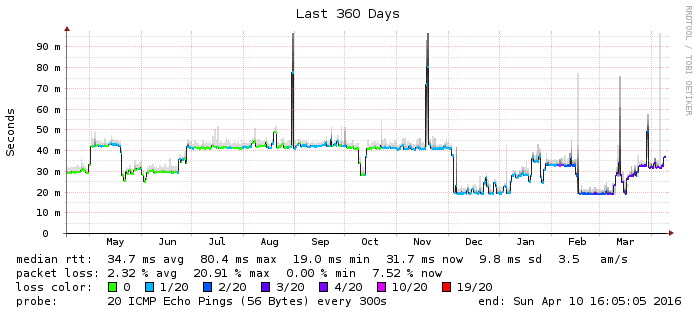 Last 360 Days
RRDTOOL / TOBI OETIKER
Seconds
90 m
80 m
70 m
60 m
50 m
40 m
30 m
20 m
10 m
0
May Jun Jul Aug Sep Oct Nov Dec Jan Feb Mar
median rtt: 34.7 ms avg 80.4 ms max 19.0 ms min 31.7 ms now 9.8 ms sd 3.5 am/s
packet loss: 2.32 % avg 20.91 % max 0.00 % min 7.52 % now
loss color: 0 1/20 2/20 3/20 4/20 10/20 19/20
probe: 20 ICMP Echo Pings (56 Bytes) every 300s end: Sun Apr 10 16:05:05 2016